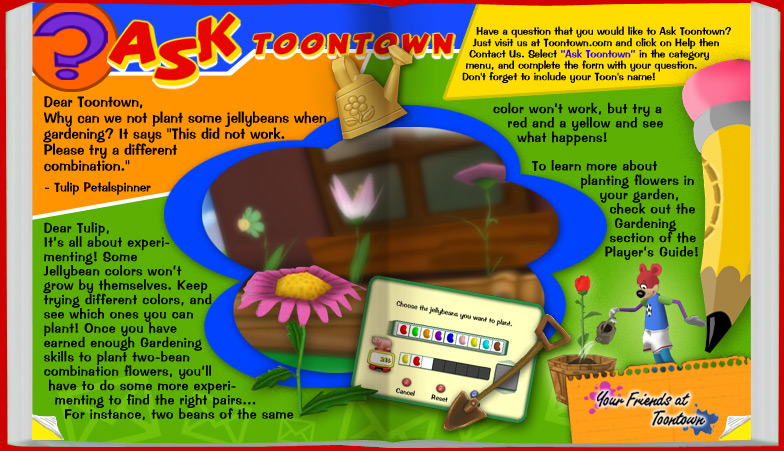 ASK TOONTOWN
Have a question that you would like to Ask Toontown?
Just visit us at Toontown.com and click on Help then
Contact Us. Select "Ask Toontown" in the category
menu, and complete the form with your question.
Don't forget to include your Toon's name!
Dear Toontown,
Why can we not plant some jellybeans when
gardening? It says "This did not work.
Please try a different
combination."
- Tulip Petalspinner
Dear Tulip,
It's all about experi-
menting! Some
Jellybean colors won't
grow by themselves. Keep
trying different colors, and
see which ones you can
plant! Once you have
earned enough Gardening
skills to plant two-bean
combination flowers, you'll
have to do some more experi-
menting to find the right pairs...
For instance, two beans of the same
color won't work, but try a
red and a yellow and see
what happens!
To learn more about
planting flowers in
your garden,
check out the
Gardening
section of the
Player's Guide!
Choose the jellybeans you want to plant.
Cancel
Reset
Your Friends at
Toontown